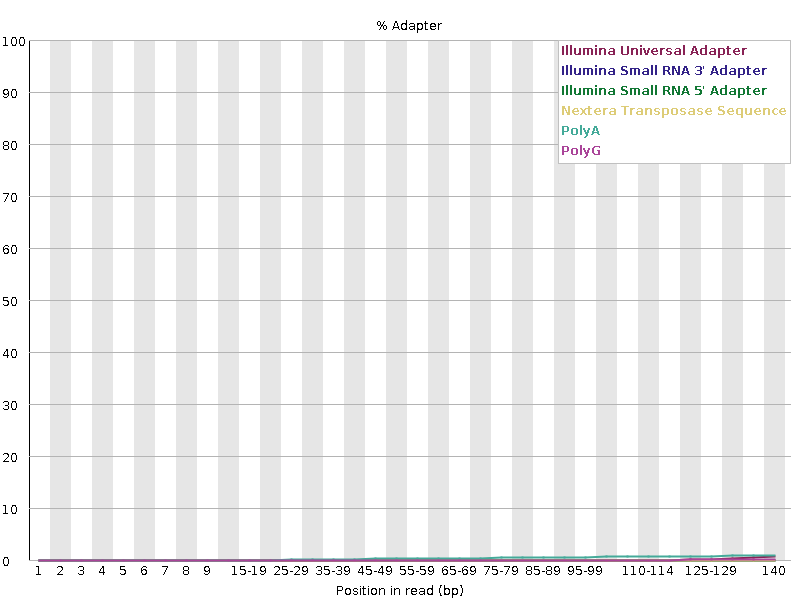 % Adapter
Illumina Universal Adapter
Illumina Small RNA 3' Adapter
Illumina Small RNA 5' Adapter
Nextera Transposase Sequence
PolyA
PolyG
100
90
80
70
60
50
40
30
20
10
0
1 2 3 4 5 6 7 8 9 15-19 25-29 35-39 45-49 55-59 65-69 75-79 85-89 95-99 110-114 125-129 140
Position in read (bp)